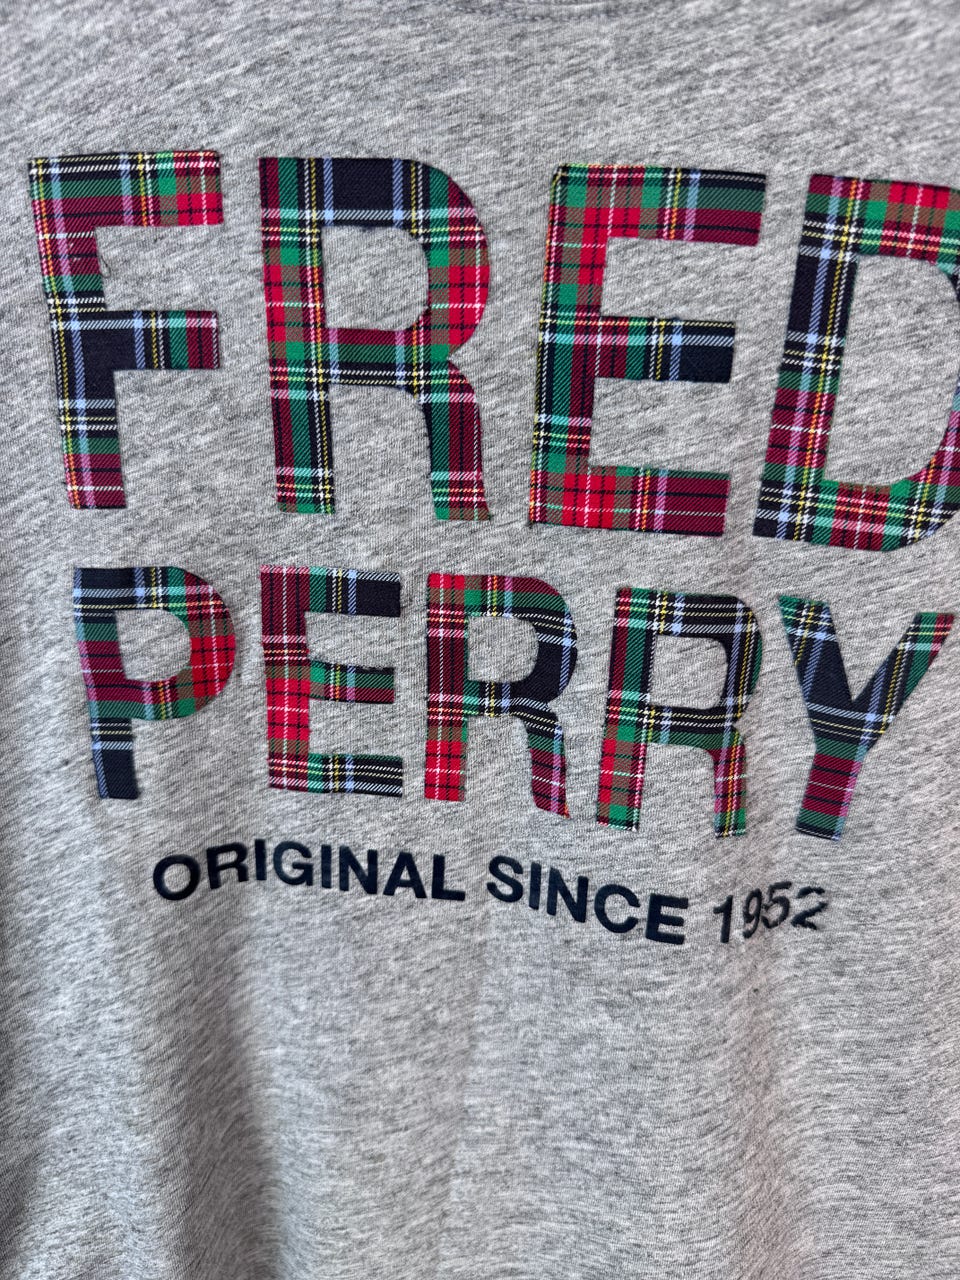 FRED
PERRY
ORIGINAL SINCE 1952